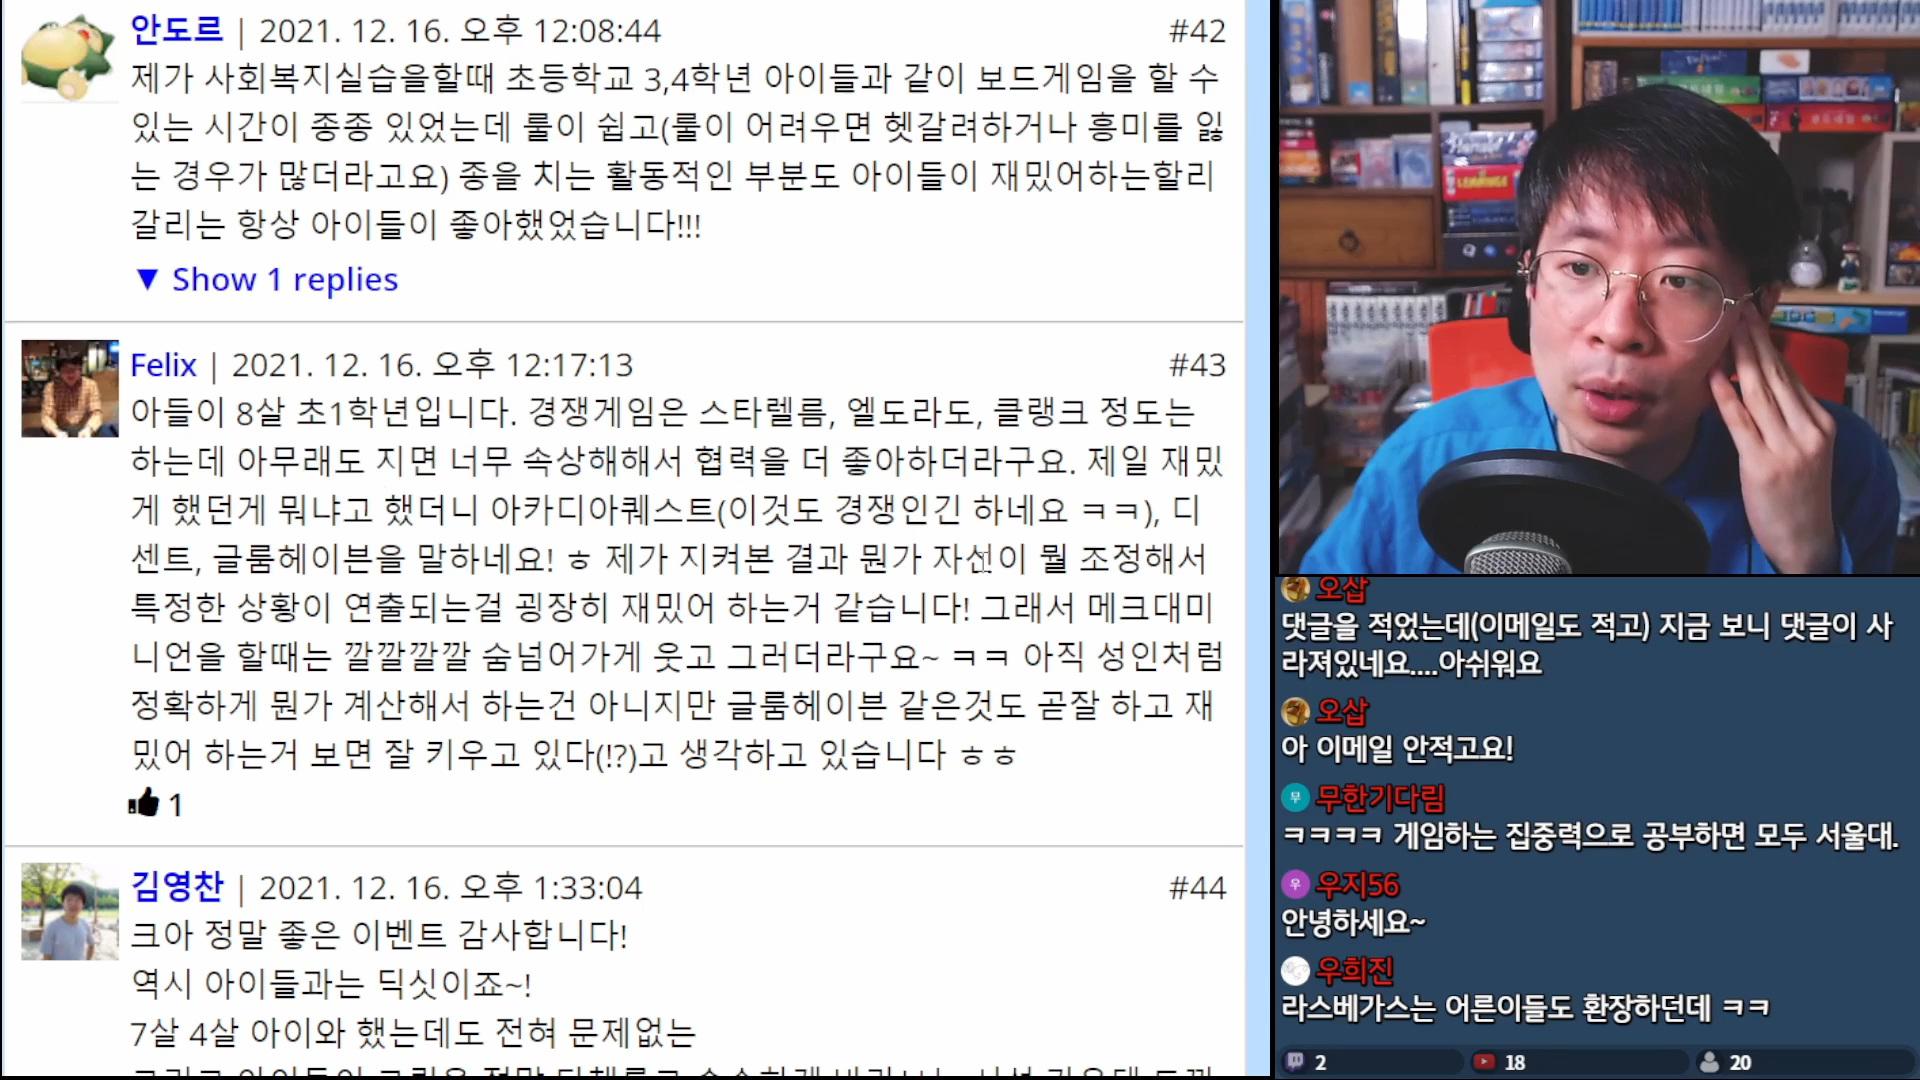 안도르 | 2021. 12. 16. 오후 12:08:44 #42
제가 사회복지실습을할때 초등학교 3,4학년 아이들과 같이 보드게임을 할 수
있는 시간이 종종 있었는데 룰이 쉽고(룰이 어려우면 헷갈려하거나 흥미를 잃
는 경우가 많더라고요) 종을 치는 활동적인 부분도 아이들이 재밌어하는할리
갈리는 항상 아이들이 좋아했었습니다!!!
▼ Show 1 replies
Felix | 2021. 12. 16. 오후 12:17:13 #43
아들이 8살 초1학년입니다. 경쟁게임은 스타렐름, 엘도라도, 클랭크 정도는
하는데 아무래도 지면 너무 속상해해서 협력을 더 좋아하더라구요. 제일 재밌
게 했던게 뭐냐고 했더니 아카디아퀘스트(이것도 경쟁인긴 하네요 ㅋㅋ), 디
센트, 글룸헤이븐을 말하네요! ㅎ 제가 지켜본 결과 뭔가 자선이 뭘 조정해서
특정한 상황이 연출되는걸 굉장히 재밌어 하는거 같습니다! 그래서 메크대미
니언을 할때는 깔깔깔깔 숨넘어가게 웃고 그러더라구요~ ㅋㅋ 아직 성인처럼
정확하게 뭔가 계산해서 하는건 아니지만 글룸헤이븐 같은것도 곧잘 하고 재
밌어 하는거 보면 잘 키우고 있다(!?)고 생각하고 있습니다 ㅎㅎ
1
김영찬 | 2021. 12. 16. 오후 1:33:04 #44
크아 정말 좋은 이벤트 감사합니다!
역시 아이들과는 딕싯이죠~!
7살 4살 아이와 했는데도 전혀 문제없는
오삽
댓글을 적었는데(이메일도 적고) 지금 보니 댓글이 사
라져있네요....아쉬워요
오삽
아 이메일 안적고요!
무 무한기다림
ㅋㅋㅋㅋ 게임하는 집중력으로 공부하면 모두 서울대.
우 우지56
안녕하세요~
우희진
라스베가스는 어른이들도 환장하던데 ㅋㅋ
2 18 20